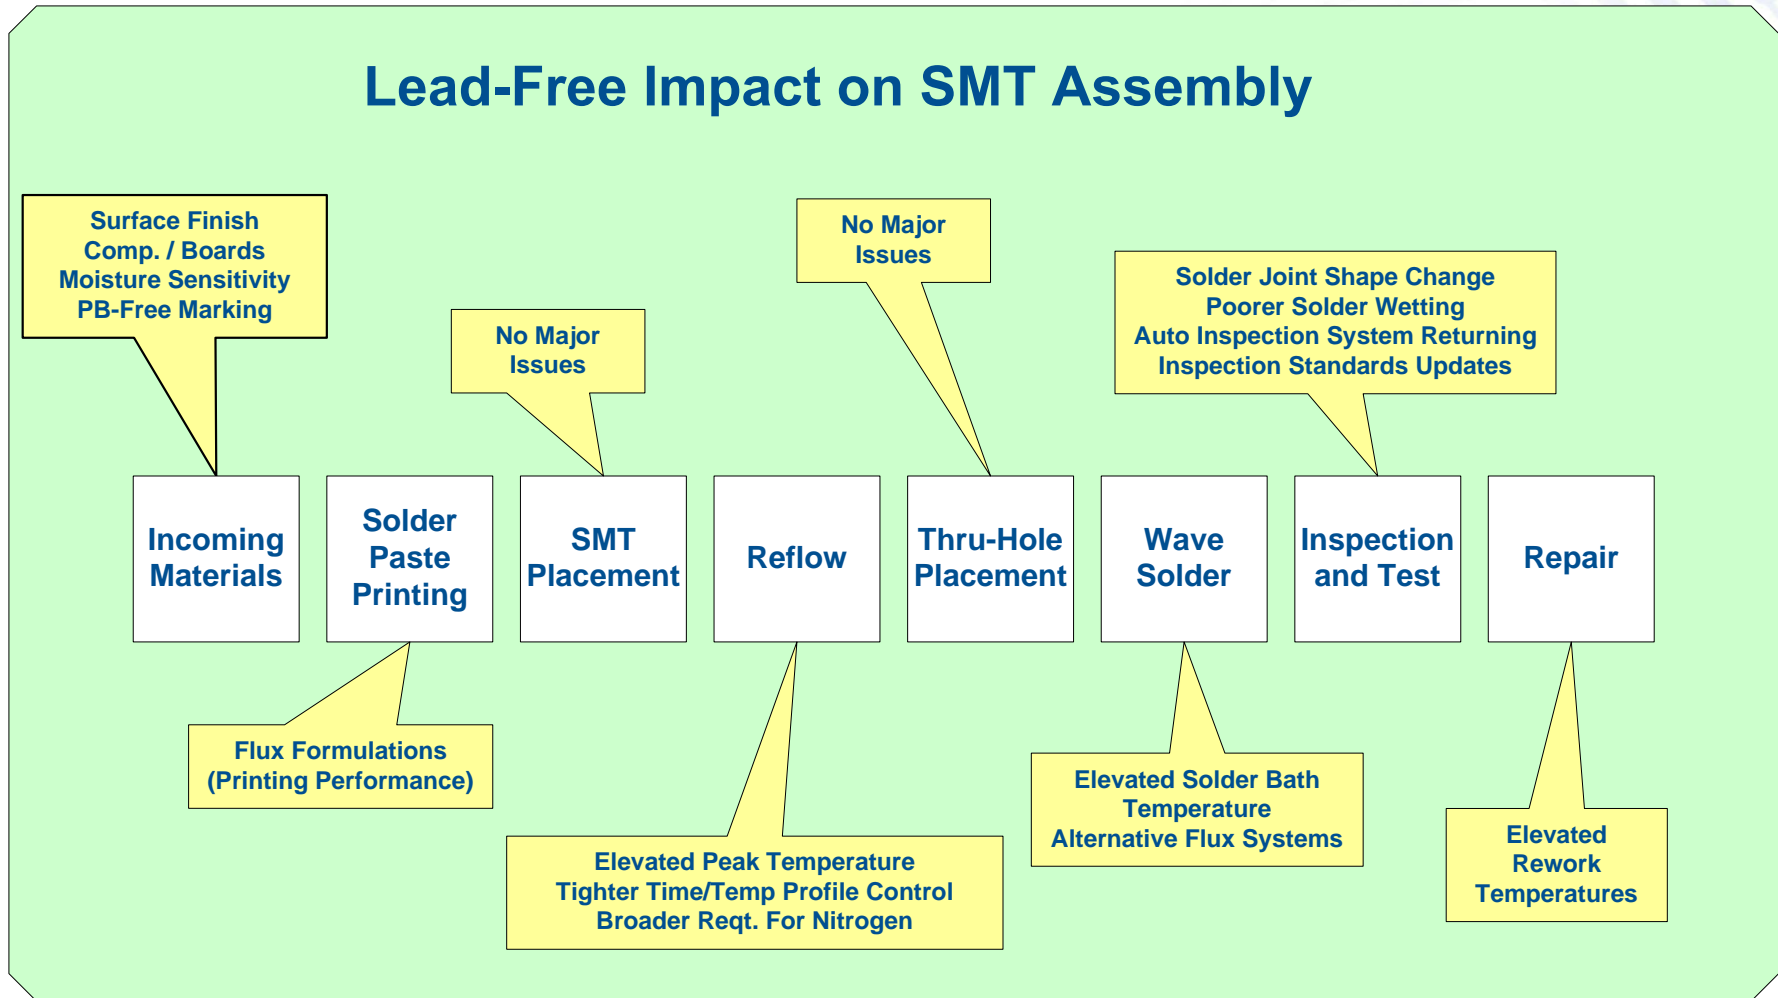 Lead-Free Impact on SMT Assembly
Surface Finish
Comp. / Boards
Moisture Sensitivity
PB-Free Marking
No Major
Issues
No Major
Issues
Solder Joint Shape Change
Poorer Solder Wetting
Auto Inspection System Returning
Inspection Standards Updates
Incoming
Materials
Solder
Paste
Printing
SMT
Placement
Reflow
Thru-Hole
Placement
Wave
Solder
Inspection
and Test
Repair
Flux Formulations
(Printing Performance)
Elevated Peak Temperature
Tighter Time/Temp Profile Control
Broader Reqt. For Nitrogen
Elevated Solder Bath
Temperature
Alternative Flux Systems
Elevated
Rework
Temperatures